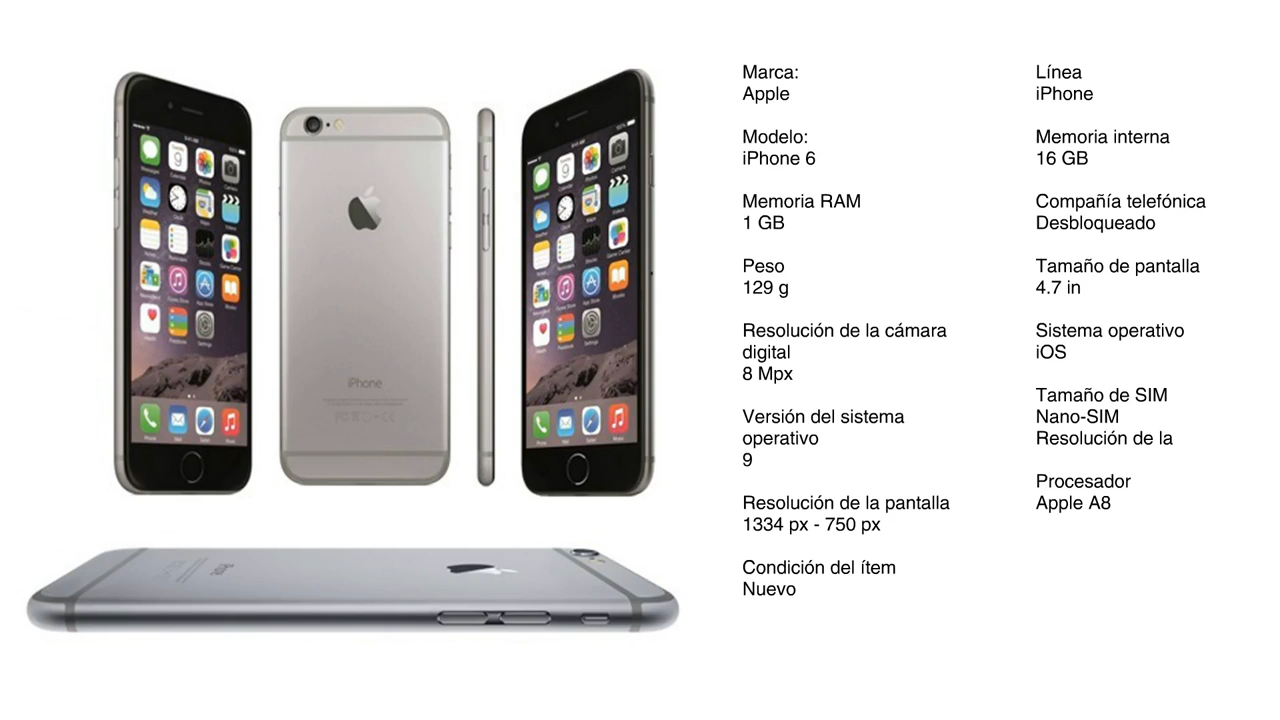 Marca:
Apple
Modelo:
iPhone 6
Memoria RAM
1 GB
Peso
129 g
Resolución de la cámara
digital
8 Mpx
Versión del sistema
operativo
9
Resolución de la pantalla
1334 px - 750 px
Condición del ítem
Nuevo
Línea
iPhone
Memoria interna
16 GB
Compañía telefónica
Desbloqueado
Tamaño de pantalla
4.7 in
Sistema operativo
iOS
Tamaño de SIM
Nano-SIM
Resolución de la
Procesador
Apple A8
iPhone